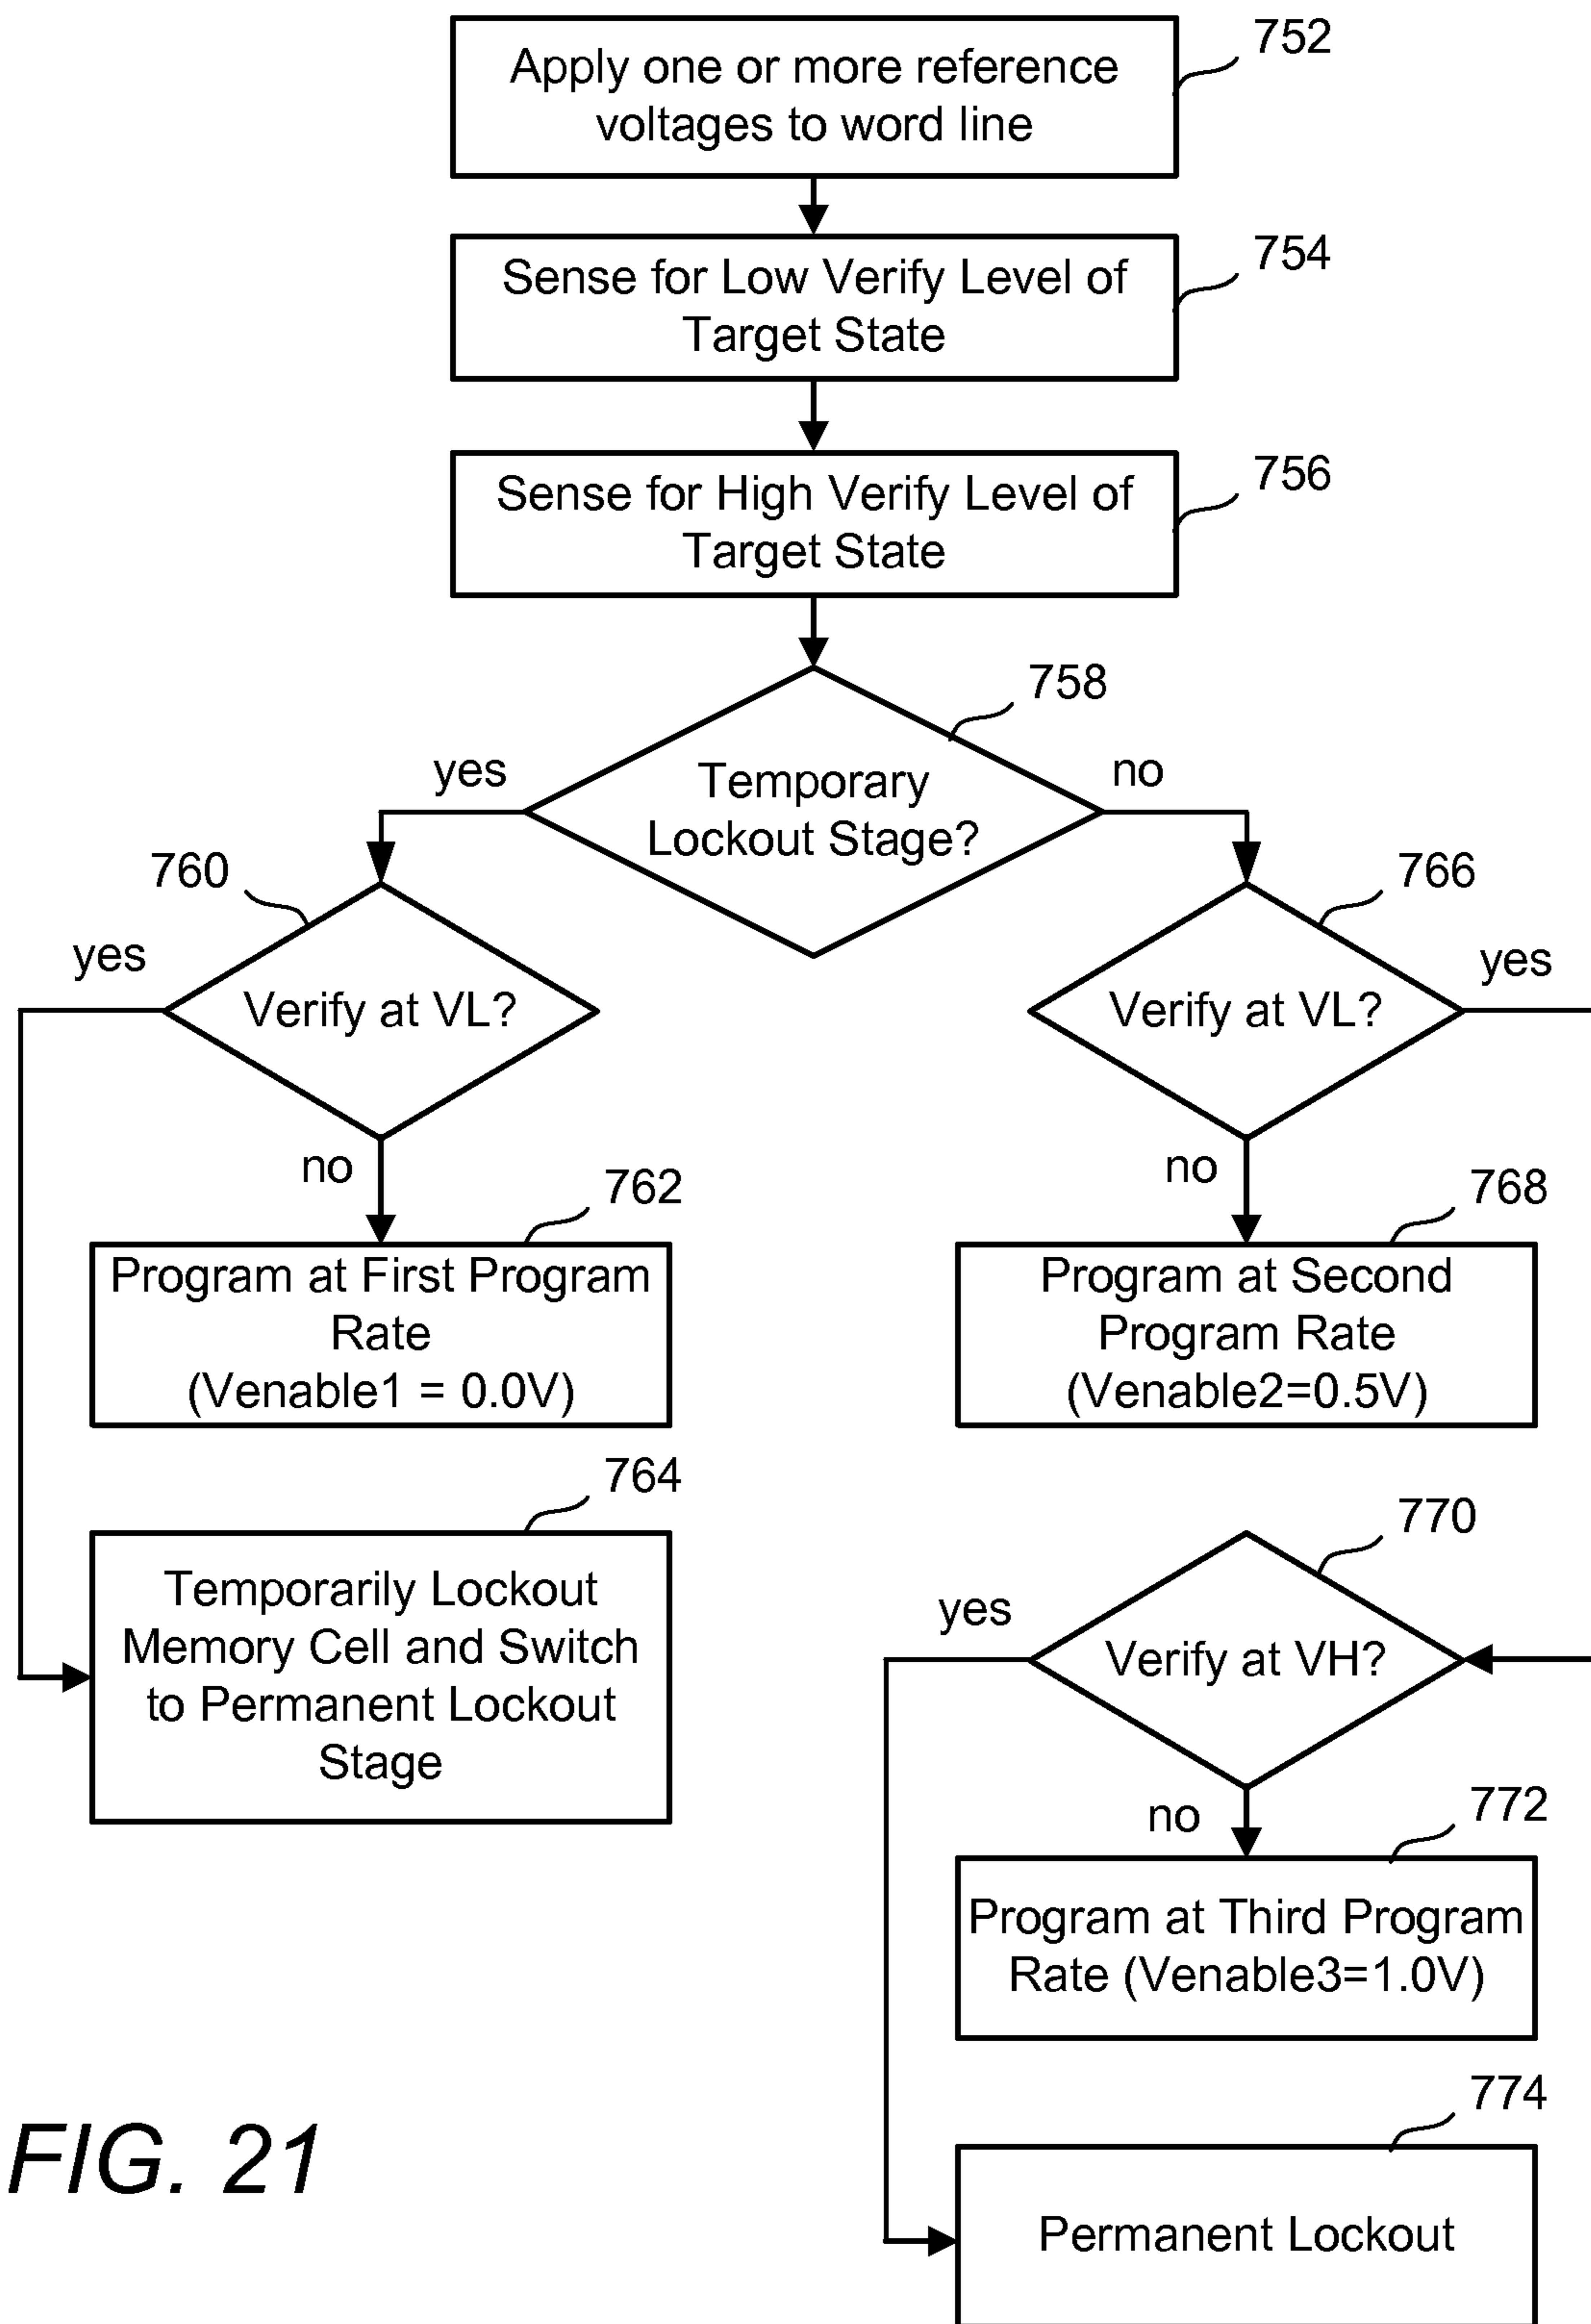 752
Apply one or more reference
voltages to word line
754
Sense for Low Verify Level of
Target State
756
Sense for High Verify Level of
Target State
758
yes
Temporary
Lockout Stage?
no
760
766
yes
Verify at VL?
Verify at VL?
yes
no
762
no
768
Program at First Program
Rate
(Venable1 = 0.0V)
Program at Second
Program Rate
(Venable2=0.5V)
764
Temporarily Lockout
Memory Cell and Switch
to Permanent Lockout
Stage
770
yes
Verify at VH?
no
772
Program at Third Program
Rate (Venable3=1.0V)
774
Permanent Lockout
FIG. 21